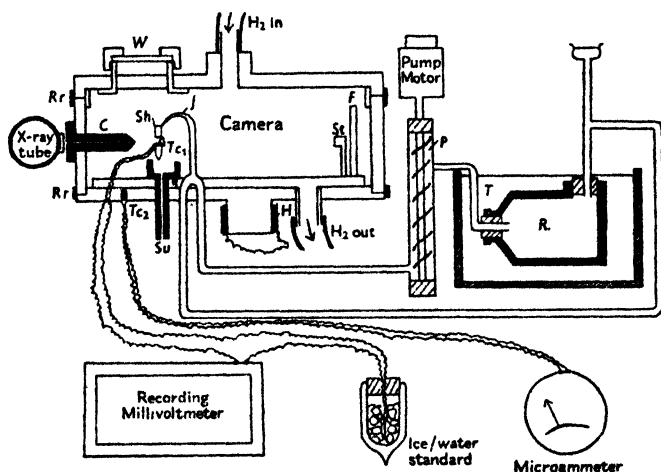 H2 in
W
Pump
Motor
Rr
J
F
Sh
Camera
St
X-ray
tube
C
P
Tc1
T
R.
Rr
Tc2
H
Su
H2 out
Recording
Millivoltmeter
Ice/water
standard
Microammeter